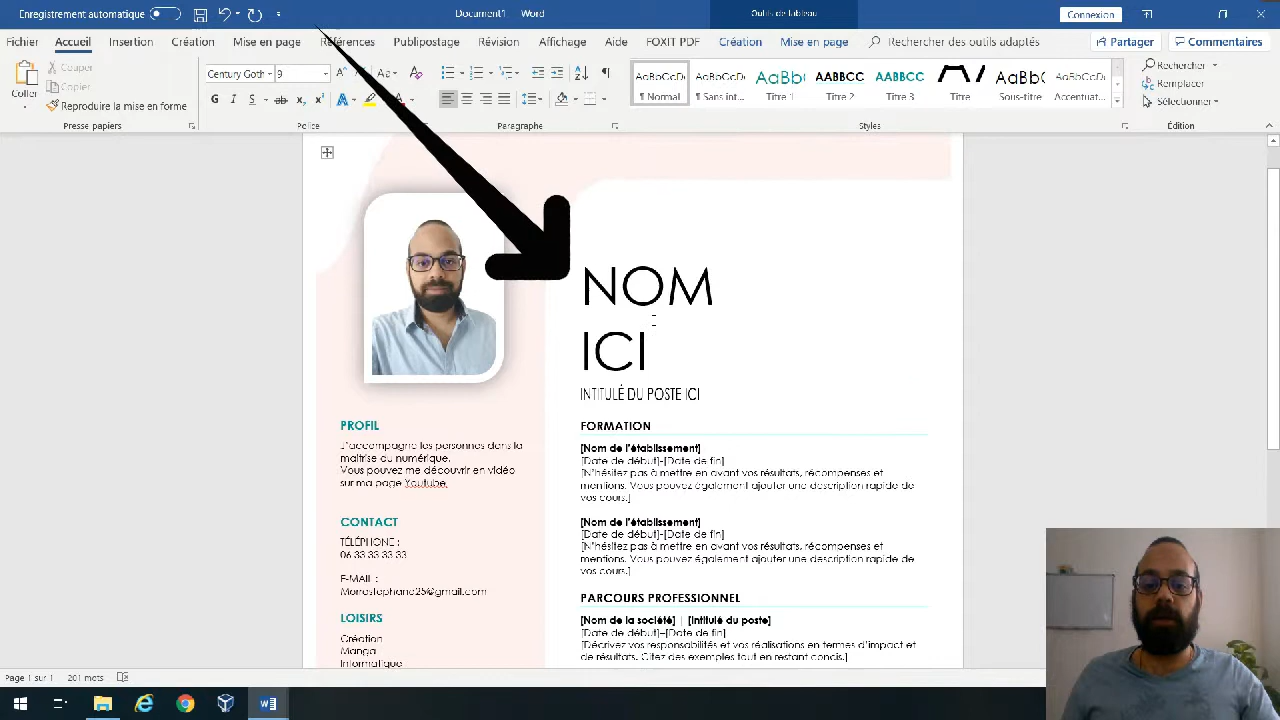 Enregistrement automatique
Document1 - Word
Outils de tableau
Connexion
Fichier Accueil Insertion Création Mise en page Références Publipostage Révision Affichage Aide FOXIT PDF Création Mise en page Rechercher des outils adaptés Partager Commentaires
Coller
Couper
Copier
Reproduire la mise en forme
Presse papiers
Century Goth 9
Police
Paragraphe
AaBbCcD AaBbCcD AaBb( AABBCC AABBCC AaBb( AaBbCcD
¶ Normal ¶ Sans int... Titre 1 Titre 2 Titre 3 Titre Sous-titre Accentuat...
Styles
Rechercher
Remplacer
Sélectionner
Édition
NOM
ICI
INTITULÉ DU POSTE ICI
PROFIL
J'accompagne les personnes dans la
maîtrise du numérique.
Vous pouvez me découvrir en vidéo
sur ma page Youtube.
CONTACT
TÉLÉPHONE :
06 33 33 33 33
E-MAIL :
Morrastephane25@gmail.com
LOISIRS
Création
Manga
Informatique
FORMATION
[Nom de l'établissement]
[Date de début]-[Date de fin]
[N'hésitez pas à mettre en avant vos résultats, récompenses et
mentions. Vous pouvez également ajouter une description rapide de
vos cours.]
[Nom de l'établissement]
[Date de début]-[Date de fin]
[N'hésitez pas à mettre en avant vos résultats, récompenses et
mentions. Vous pouvez également ajouter une description rapide de
vos cours.]
PARCOURS PROFESSIONNEL
[Nom de la société] | [Intitulé du poste]
[Date de début]–[Date de fin]
[Décrivez vos responsabilités et vos réalisations en termes d'impact et
de résultats. Citez des exemples tout en restant concis.]
Page 1 sur 1 201 mots